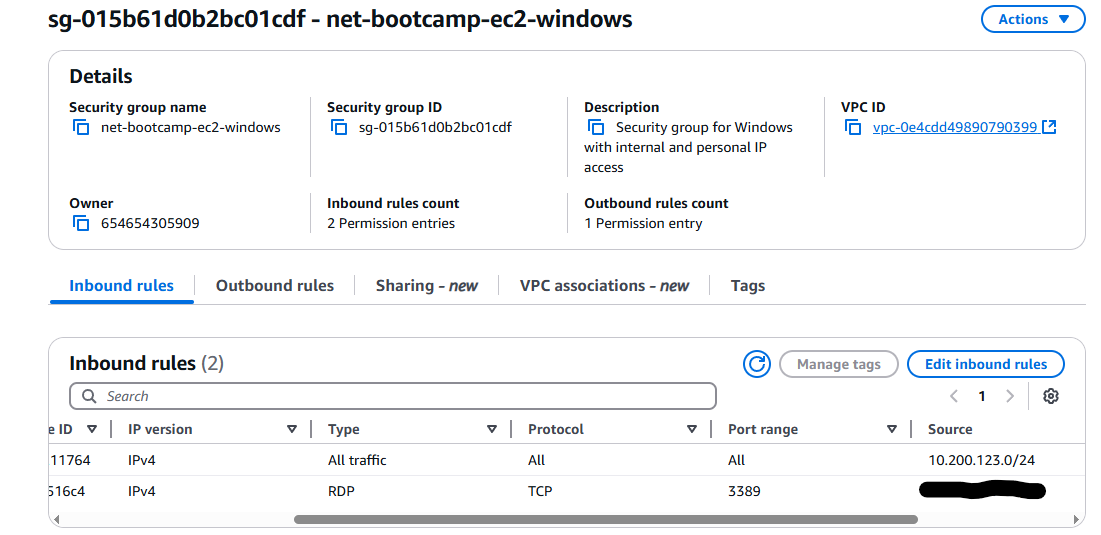 sg-015b61d0b2bc01cdf - net-bootcamp-ec2-windows
Actions
Details
Security group name
net-bootcamp-ec2-windows
Security group ID
sg-015b61d0b2bc01cdf
Description
Security group for Windows
with internal and personal IP
access
VPC ID
vpc-0e4cdd49890790399
Owner
654654305909
Inbound rules count
2 Permission entries
Outbound rules count
1 Permission entry
Inbound rules Outbound rules Sharing - new VPC associations - new Tags
Inbound rules (2)
Manage tags
Edit inbound rules
Search
1
e ID IP version Type Protocol Port range Source
11764 IPv4 All traffic All All 10.200.123.0/24
516c4 IPv4 RDP TCP 3389